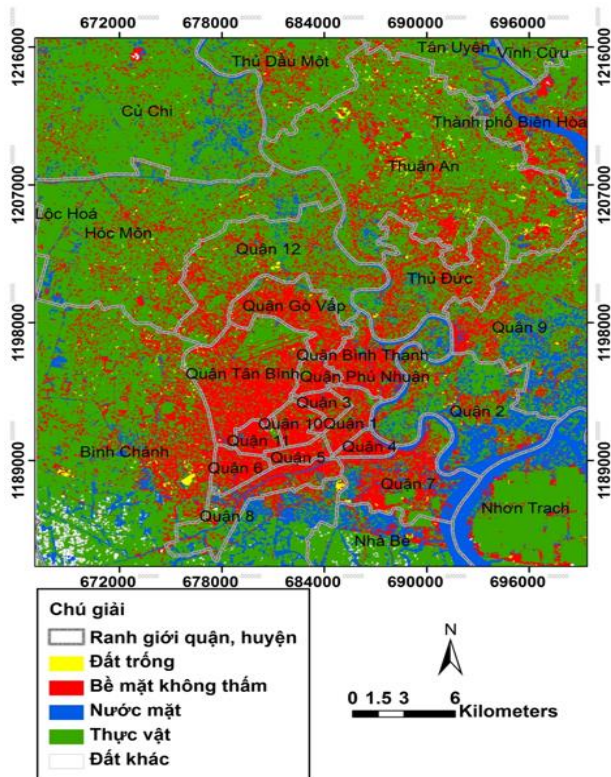 672000 678000 684000 690000 696000
1216000
1216000
Thủ Dầu Một
Tân Uyên
Vĩnh Cữu
Củ Chi
Thành phố Biên Hòa
Thuận An
1207000
1207000
Lộc Hoá
Hóc Môn
Quận 12
Thủ Đức
Quận Gò Vấp
Quận 9
1198000
1198000
Quận Bình Thạnh
Quận Tân Bình
Quận Phú Nhuận
Quận 3
Quận 2
Quận 10
Quận 1
Quận 11
Quận 4
Bình Chánh
Quận 5
Quận 6
1189000
1189000
Quận 7
Nhơn Trạch
Quận 8
Nhà Bè
672000 678000 684000 690000 696000
Chú giải
Ranh giới quận, huyện
Đất trống
Bề mặt không thấm
Nước mặt
Thực vật
Đất khác
N
0 1.5 3 6
Kilometers